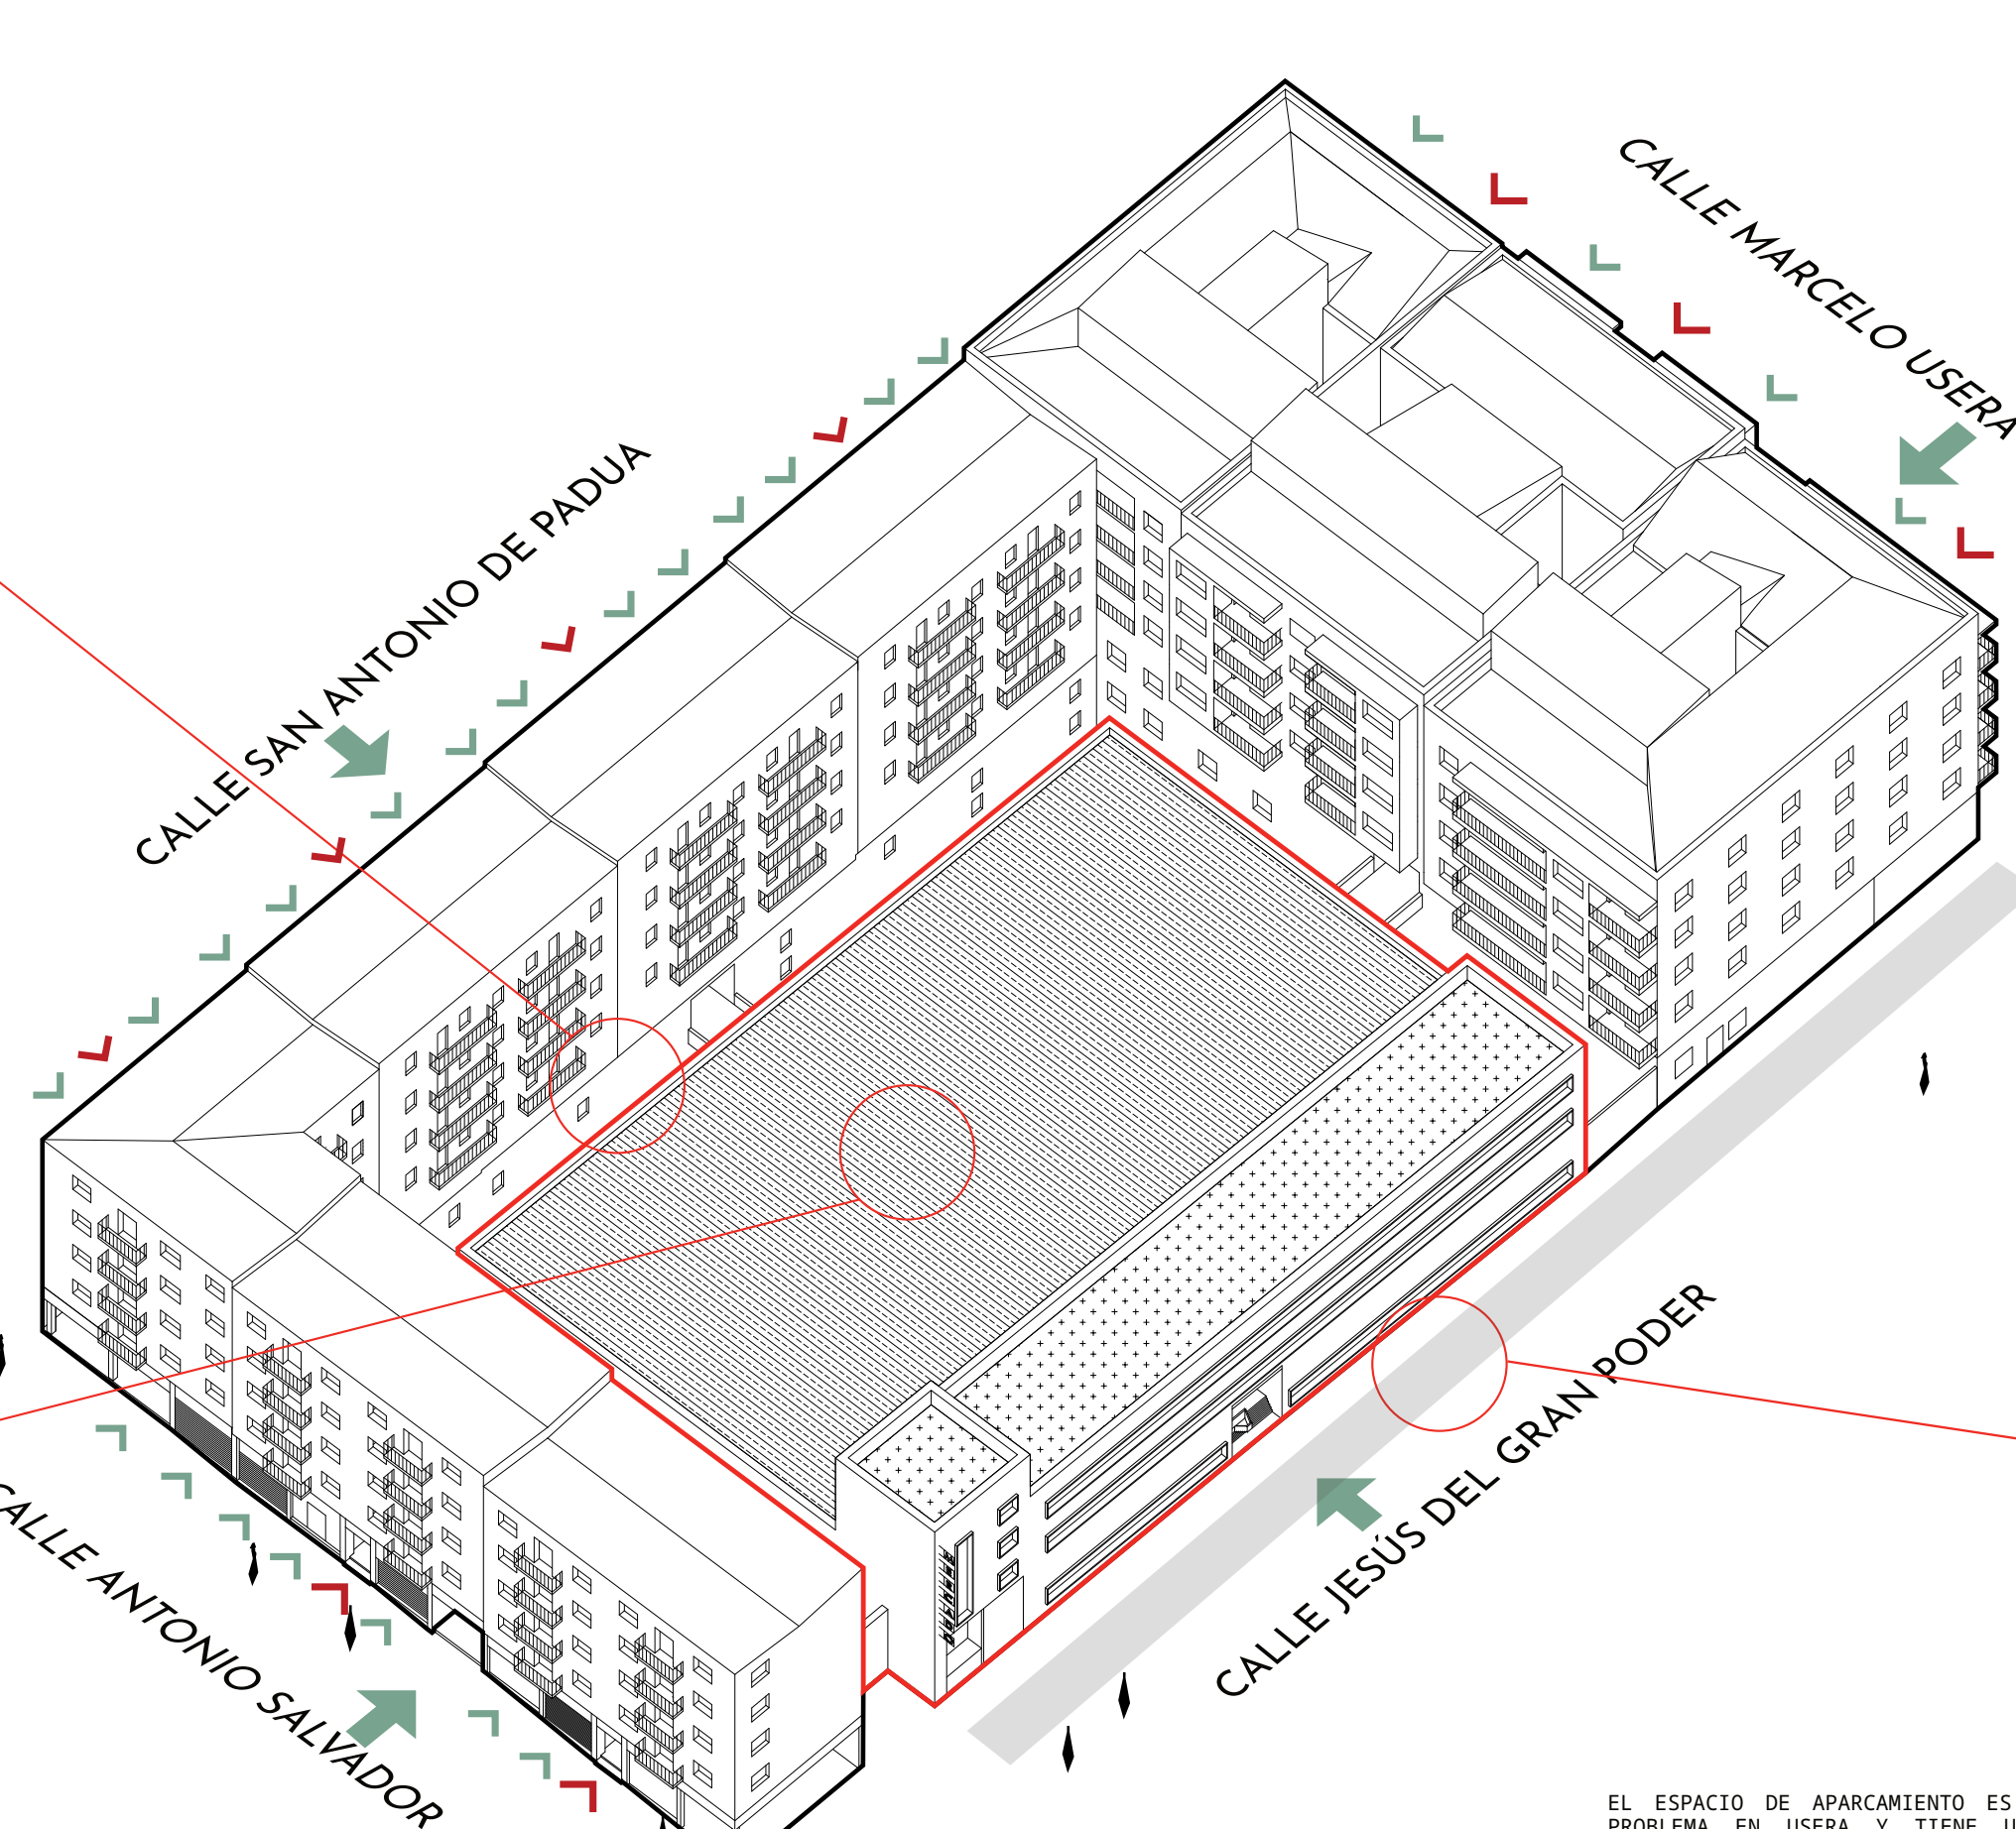 CALLE MARCELO USERA
CALLE SAN ANTONIO DE PADUA
CALLE JESÚS DEL GRAN PODER
CALLE ANTONIO SALVADOR
EL ESPACIO DE APARCAMIENTO ES
PROBLEMA EN USERA Y TIENE U